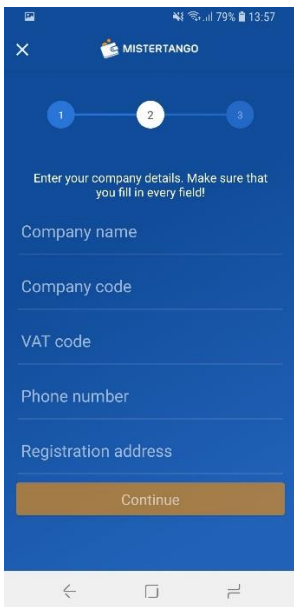 79% 13:57
MISTERTANGO
1 2 3
Enter your company details. Make sure that
you fill in every field!
Company name
Company code
VAT code
Phone number
Registration address
Continue